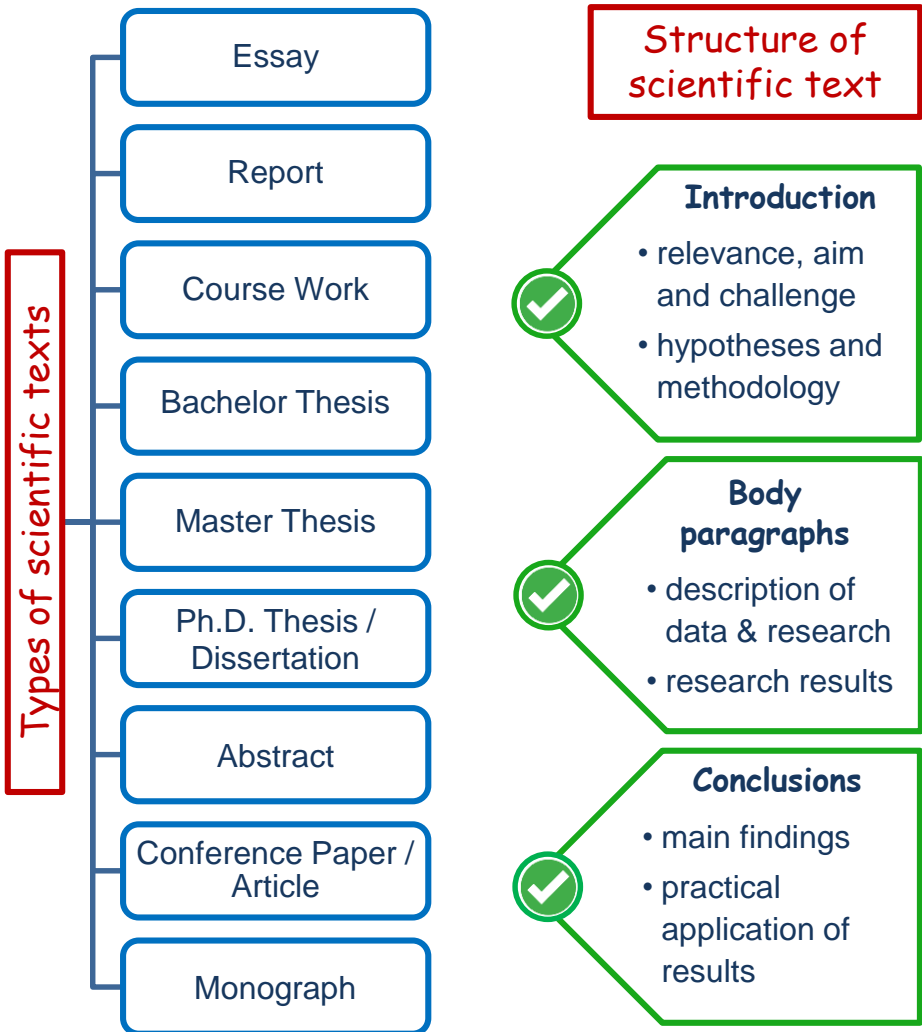 Types of scientific texts
Essay
Report
Course Work
Bachelor Thesis
Master Thesis
Ph.D. Thesis /
Dissertation
Abstract
Conference Paper /
Article
Monograph
Structure of
scientific text
Introduction
• relevance, aim
and challenge
• hypotheses and
methodology
Body
paragraphs
• description of
data & research
• research results
Conclusions
• main findings
• practical
application of
results